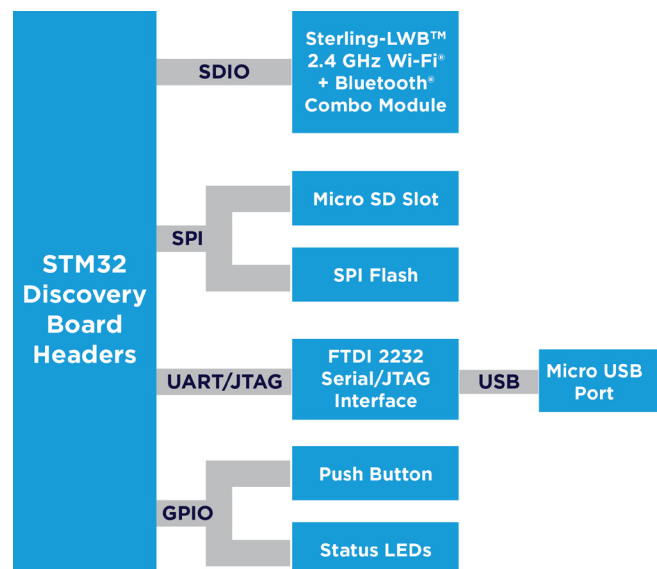 STM32
Discovery
Board
Headers
SDIO
Sterling-LWB™
2.4 GHz Wi-Fi®
+ Bluetooth®
Combo Module
SPI
Micro SD Slot
SPI Flash
UART/JTAG
FTDI 2232
Serial/JTAG
Interface
USB
Micro USB
Port
GPIO
Push Button
Status LEDs